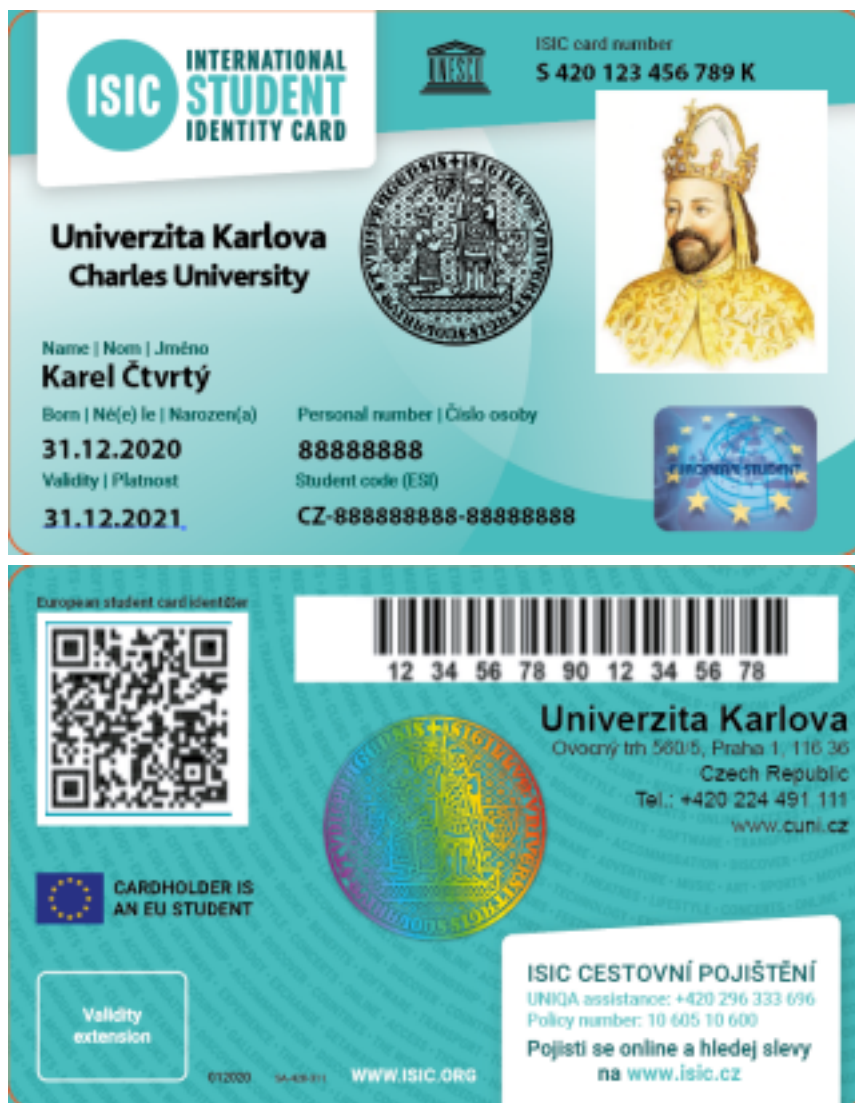 ISIC
INTERNATIONAL
STUDENT
IDENTITY CARD
UNESCO
ISIC card number
S 420 123 456 789 K
Univerzita Karlova
Charles University
Name | Nom | Jméno
Karel Čtvrtý
Born | Né(e) le | Narozen(a)
Personal number | Číslo osoby
31.12.2020
88888888
Validity | Platnost
Student code (ESI)
31.12.2021
CZ-888888888-88888888
EUROPEAN STUDENT
European student card identifier
12 34 56 78 90 12 34 56 78
Univerzita Karlova
Ovocný trh 560/5, Praha 1, 116 36
Czech Republic
Tel.: +420 224 491 111
www.cuni.cz
CARDHOLDER IS
AN EU STUDENT
Validity
extension
012020
WWW.ISIC.ORG
ISIC CESTOVNÍ POJIŠTĚNÍ
UNIQA assistance: +420 296 333 696
Policy number: 10 605 10 600
Pojisti se online a hledej slevy
na www.isic.cz